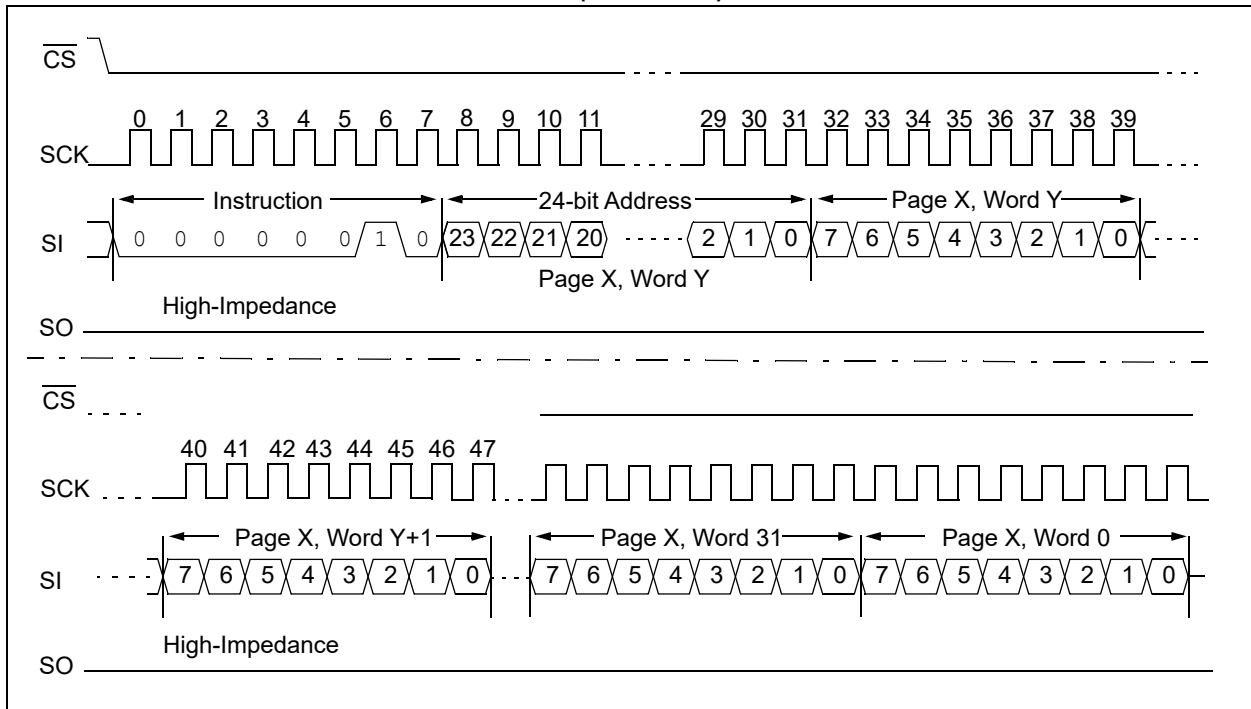 CS
0 1 2 3 4 5 6 7 8 9 10 11 29 30 31 32 33 34 35 36 37 38 39
SCK
Instruction 24-bit Address Page X, Word Y
SI 0 0 0 0 0 0 1 0 23 22 21 20 2 1 0 7 6 5 4 3 2 1 0
Page X, Word Y
High-Impedance
SO
CS
40 41 42 43 44 45 46 47
SCK
Page X, Word Y+1 Page X, Word 31 Page X, Word 0
SI 7 6 5 4 3 2 1 0 7 6 5 4 3 2 1 0 7 6 5 4 3 2 1 0
High-Impedance
SO